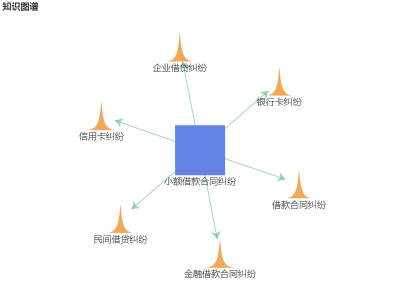 知识图谱
企业借贷纠纷
银行卡纠纷
信用卡纠纷
小额借款合同纠纷
借款合同纠纷
民间借贷纠纷
金融借款合同纠纷